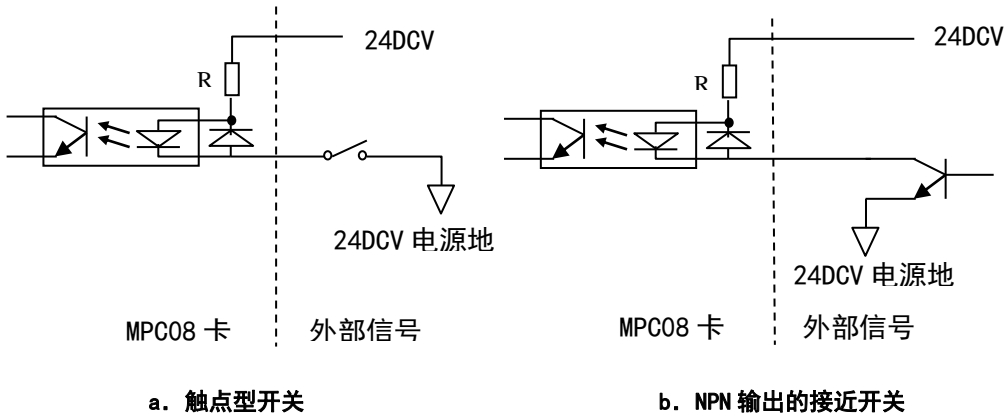 24DCV
R
24DCV 电源地
MPC08 卡
外部信号
a. 触点型开关
24DCV
R
24DCV 电源地
MPC08 卡
外部信号
b. NPN 输出的接近开关